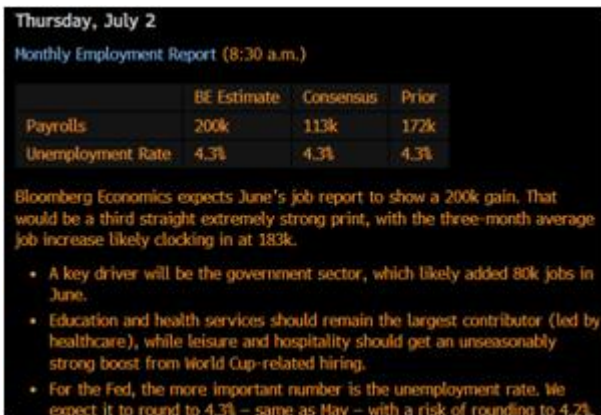 Thursday, July 2
Monthly Employment Report (8:30 a.m.)
BE Estimate Consensus Prior
Payrolls 200k 113k 172k
Unemployment Rate 4.3% 4.3% 4.3%
Bloomberg Economics expects June's job report to show a 200k gain. That
would be a third straight extremely strong print, with the three-month average
job increase likely clocking in at 183k.
• A key driver will be the government sector, which likely added 80k jobs in
June.
• Education and health services should remain the largest contributor (led by
healthcare), while leisure and hospitality should get an unseasonably
strong boost from World Cup-related hiring.
• For the Fed, the more important number is the unemployment rate. We
expect it to round to 4.3% – same as May – with a risk of rounding to 4.2%